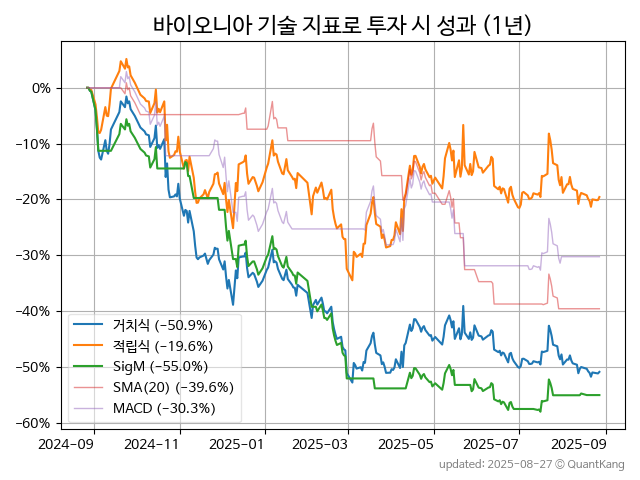 바이오니아 기술 지표로 투자 시 성과 (1년)
0%
−10%
−20%
−30%
−40%
−50%
−60%
거치식 (−50.9%)
적립식 (−19.6%)
SigM (−55.0%)
SMA(20) (−39.6%)
MACD (−30.3%)
2024-09
2024-11
2025-01
2025-03
2025-05
2025-07
2025-09
updated: 2025-08-27 © QuantKang